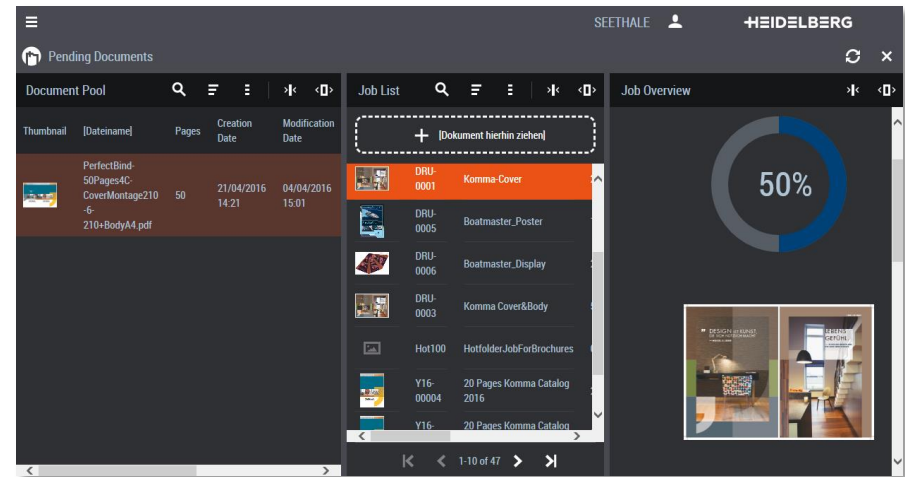 SEETHALE
HEIDELBERG
Pending Documents
Document Pool
Thumbnail
|Dateiname|
Pages
Creation
Date
Modification
Date
PerfectBind-
50Pages4C-
CoverMontage210
-6-
210+BodyA4.pdf
50
21/04/2016
14:21
04/04/2016
15:01
Job List
|Dokument hierhin ziehen|
DRU-
0001
Komma-Cover
DRU-
0005
Boatmaster_Poster
DRU-
0006
Boatmaster_Display
DRU-
0003
Komma Cover&Body
Hot100
HotfolderJobForBrochures
Y16-
00004
20 Pages Komma Catalog
2016
Y16-
20 Pages Komma Catalog
1-10 of 47
Job Overview
50%
DESIGN IST KUNST,